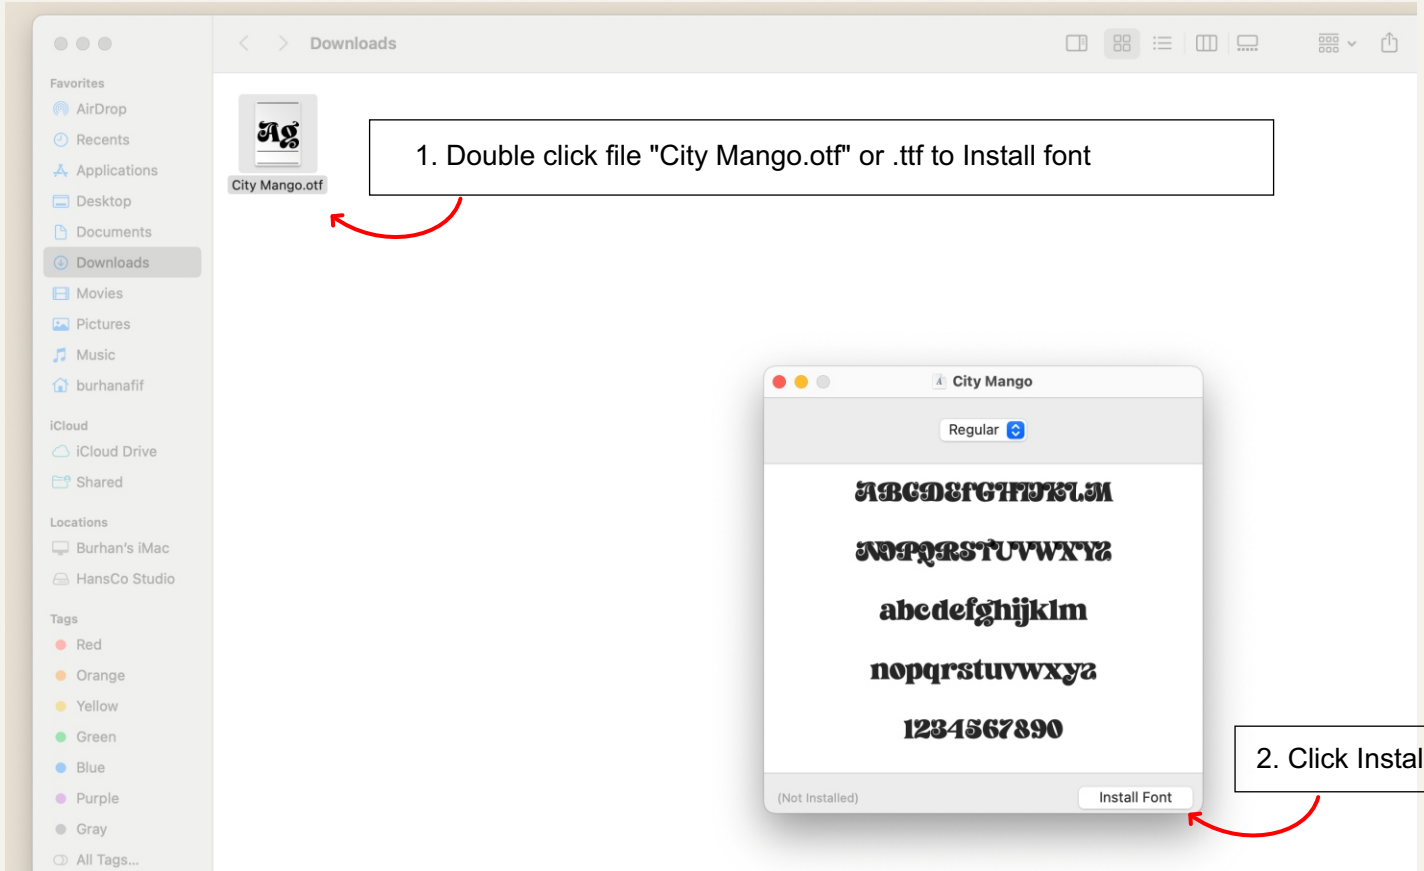 Downloads
Favorites
AirDrop
Recents
Applications
Desktop
Documents
Downloads
Movies
Pictures
Music
burhanafif
iCloud
iCloud Drive
Shared
Locations
Burhan's iMac
HansCo Studio
Tags
Red
Orange
Yellow
Green
Blue
Purple
Gray
All Tags...
Ag
City Mango.otf
1. Double click file "City Mango.otf" or .ttf to Install font
City Mango
Regular
ABCDEFGHIJKLM
NOPQRSTUVWXYZ
abcdefghijklm
nopqrstuvwxyz
1234567890
(Not Installed)
Install Font
2. Click Instal